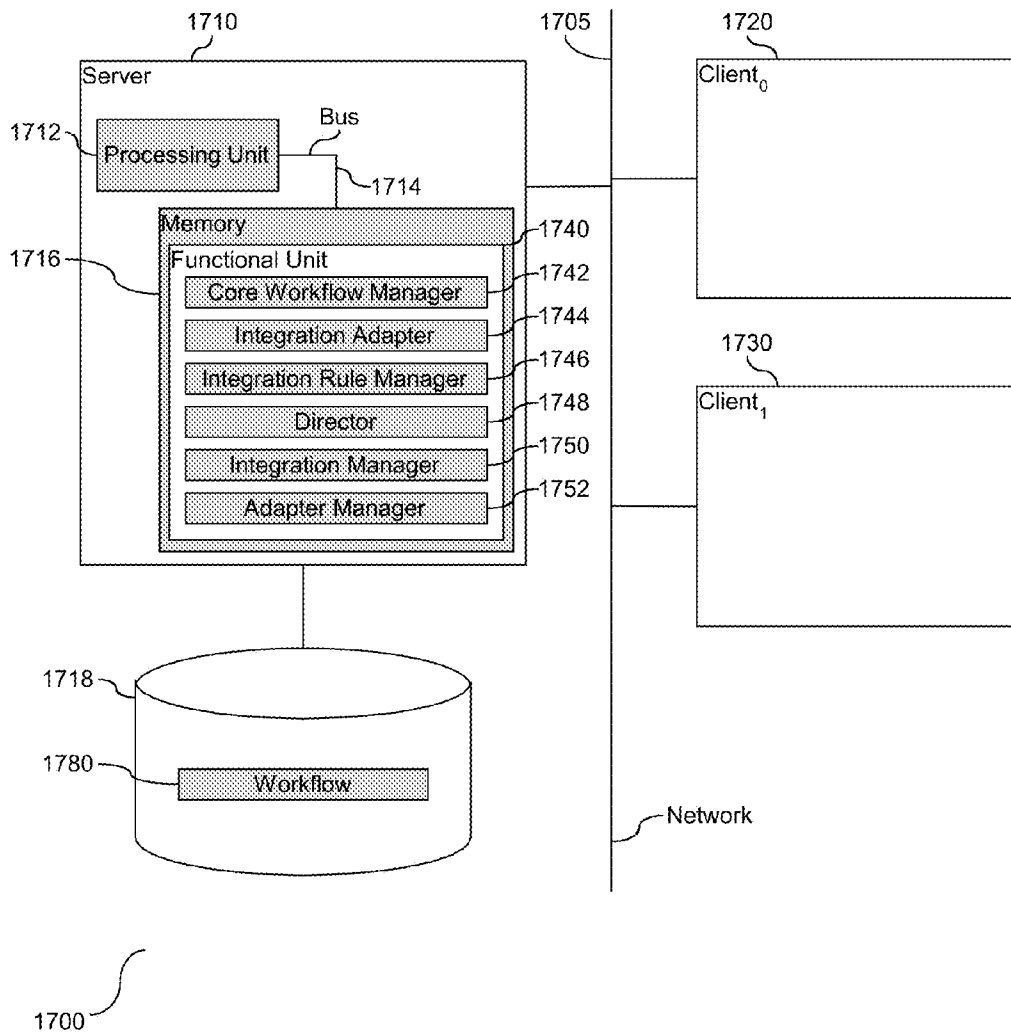 1710
1705
1720
Server
Client0
1712
Processing Unit
Bus
1714
Memory
1740
1716
Functional Unit
Core Workflow Manager
1742
Integration Adapter
1744
Integration Rule Manager
1746
Director
1748
Integration Manager
1750
Adapter Manager
1752
1730
Client1
1718
1780
Workflow
Network
1700